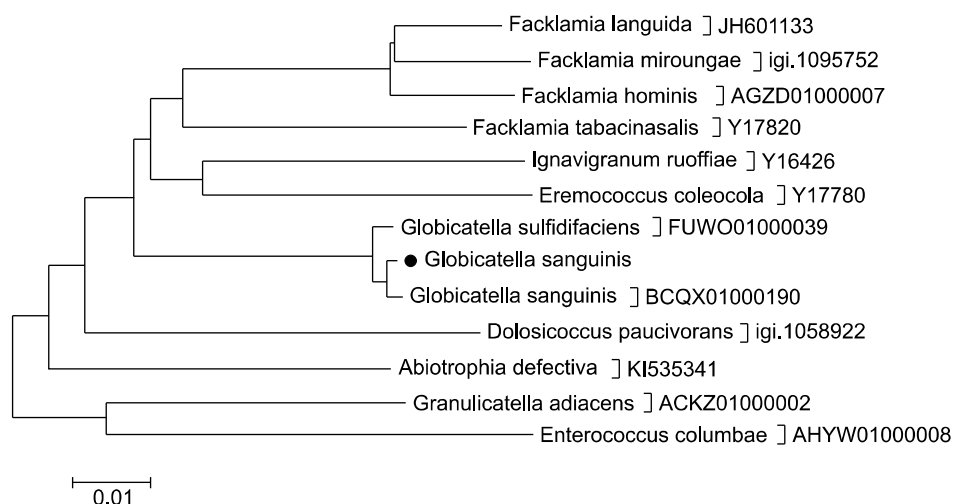 Facklamia languida ] JH601133
Facklamia miroungae ] igi.1095752
Facklamia hominis ] AGZD01000007
Facklamia tabacinasalis ] Y17820
Ignavigranum ruoffiae ] Y16426
Eremococcus coleocola ] Y17780
Globicatella sulfidifaciens ] FUWO01000039
Globicatella sanguinis
Globicatella sanguinis ] BCQX01000190
Dolosicoccus paucivorans ] igi.1058922
Abiotrophia defectiva ] KI535341
Granulicatella adiacens ] ACKZ01000002
Enterococcus columbae ] AHYW01000008
0.01